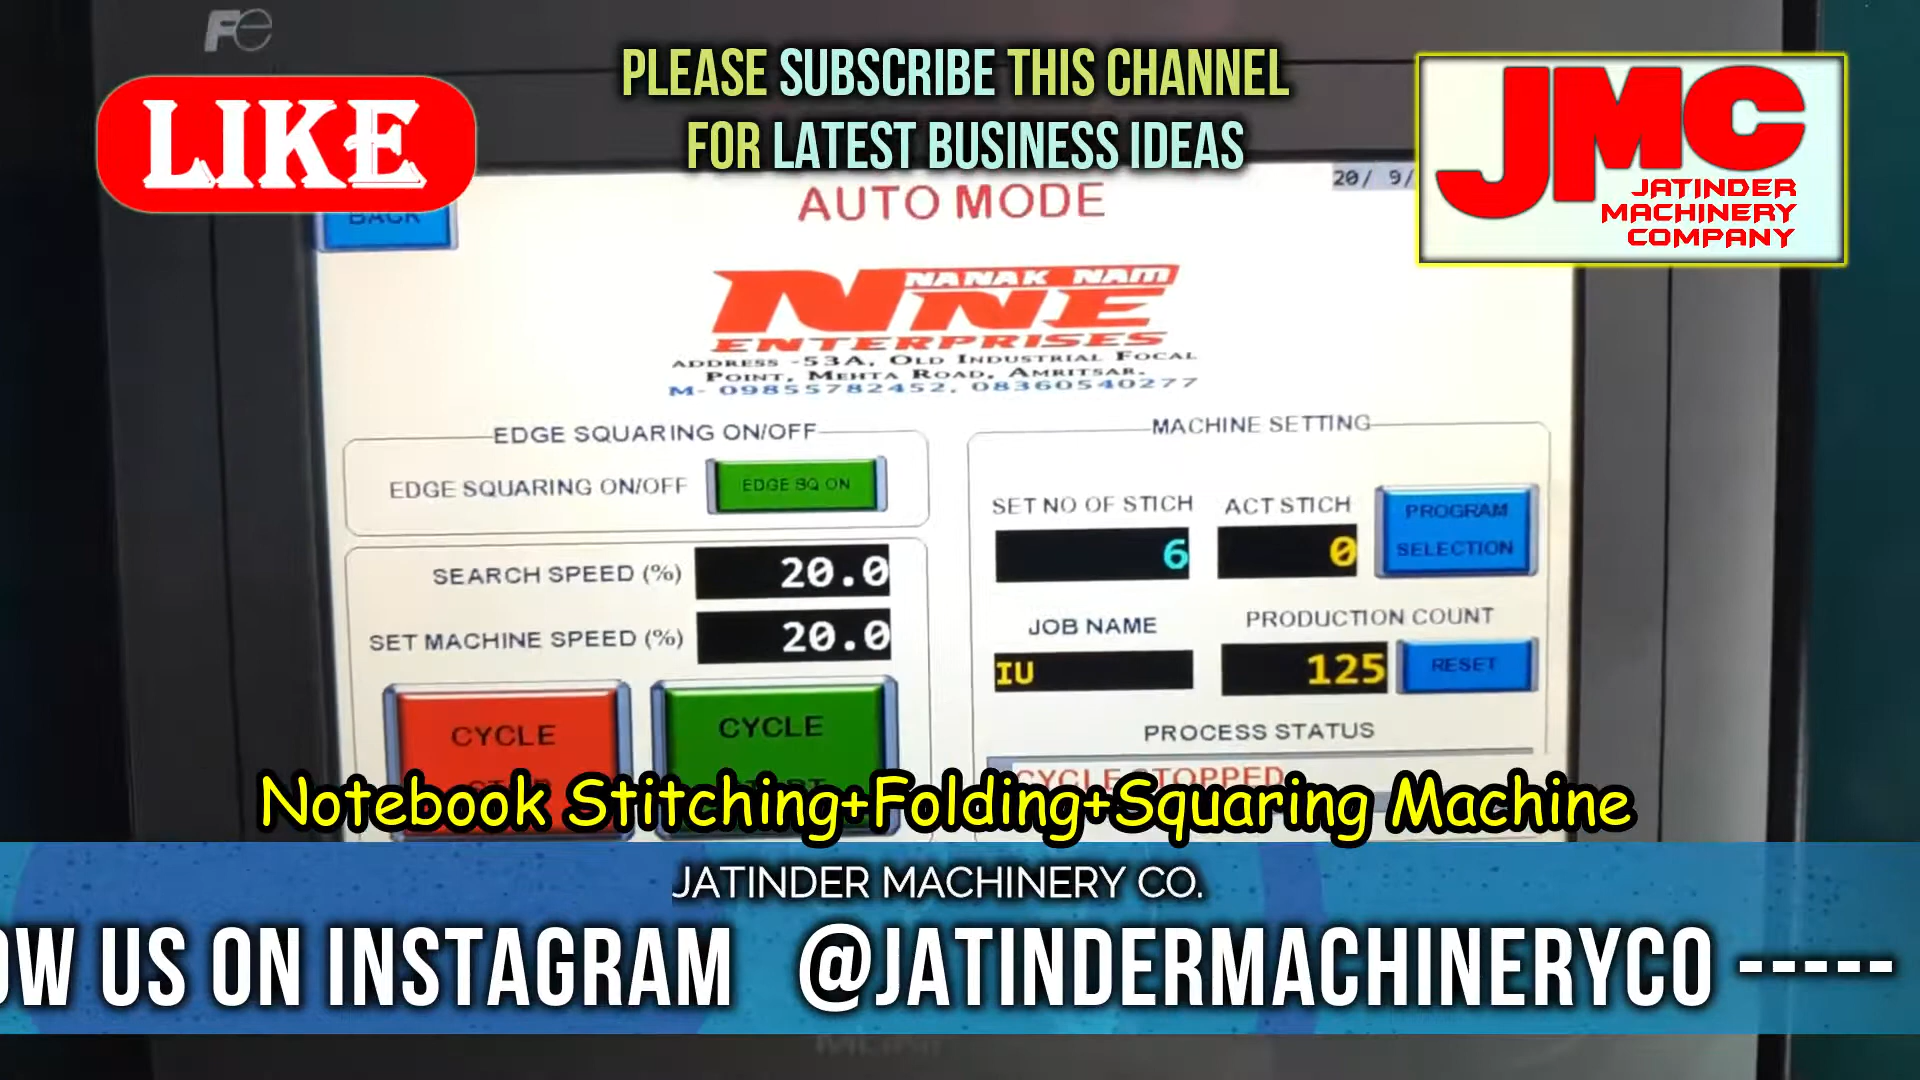 Fe
LIKE
PLEASE SUBSCRIBE THIS CHANNEL
FOR LATEST BUSINESS IDEAS
JMC
JATINDER
MACHINERY
COMPANY
BACK
AUTO MODE
20/ 9/
NANAK NAM
NNE
ENTERPRISES
ADDRESS -53A, OLD INDUSTRIAL FOCAL
POINT, MEHTA ROAD, AMRITSAR.
M- 09855782452, 08360540277
EDGE SQUARING ON/OFF
EDGE SQUARING ON/OFF
EDGE SQ ON
SEARCH SPEED (%)
20.0
SET MACHINE SPEED (%)
20.0
CYCLE
CYCLE
MACHINE SETTING
SET NO OF STICH
ACT STICH
6
0
PROGRAM
SELECTION
JOB NAME
PRODUCTION COUNT
IU
125
RESET
PROCESS STATUS
CYCLE STOPPED
Notebook Stitching+Folding+Squaring Machine
JATINDER MACHINERY CO.
OW US ON INSTAGRAM @JATINDERMACHINERYCO -----